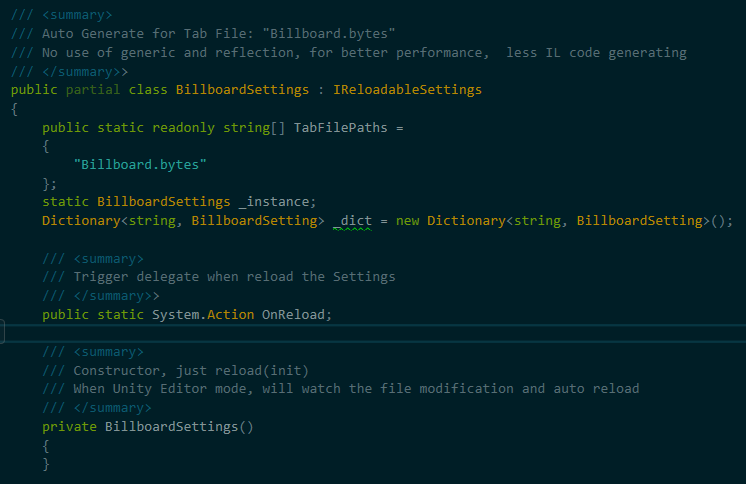 /// <summary>
/// Auto Generate for Tab File: "Billboard.bytes"
/// No use of generic and reflection, for better performance,  less IL code generating
/// </summary>>
public partial class BillboardSettings : IReloadableSettings
{
    public static readonly string[] TabFilePaths =
    {
        "Billboard.bytes"
    };
    static BillboardSettings _instance;
    Dictionary<string, BillboardSetting> _dict = new Dictionary<string, BillboardSetting>();
    /// <summary>
    /// Trigger delegate when reload the Settings
    /// </summary>>
    public static System.Action OnReload;
    /// <summary>
    /// Constructor, just reload(init)
    /// When Unity Editor mode, will watch the file modification and auto reload
    /// </summary>
    private BillboardSettings()
    {
    }